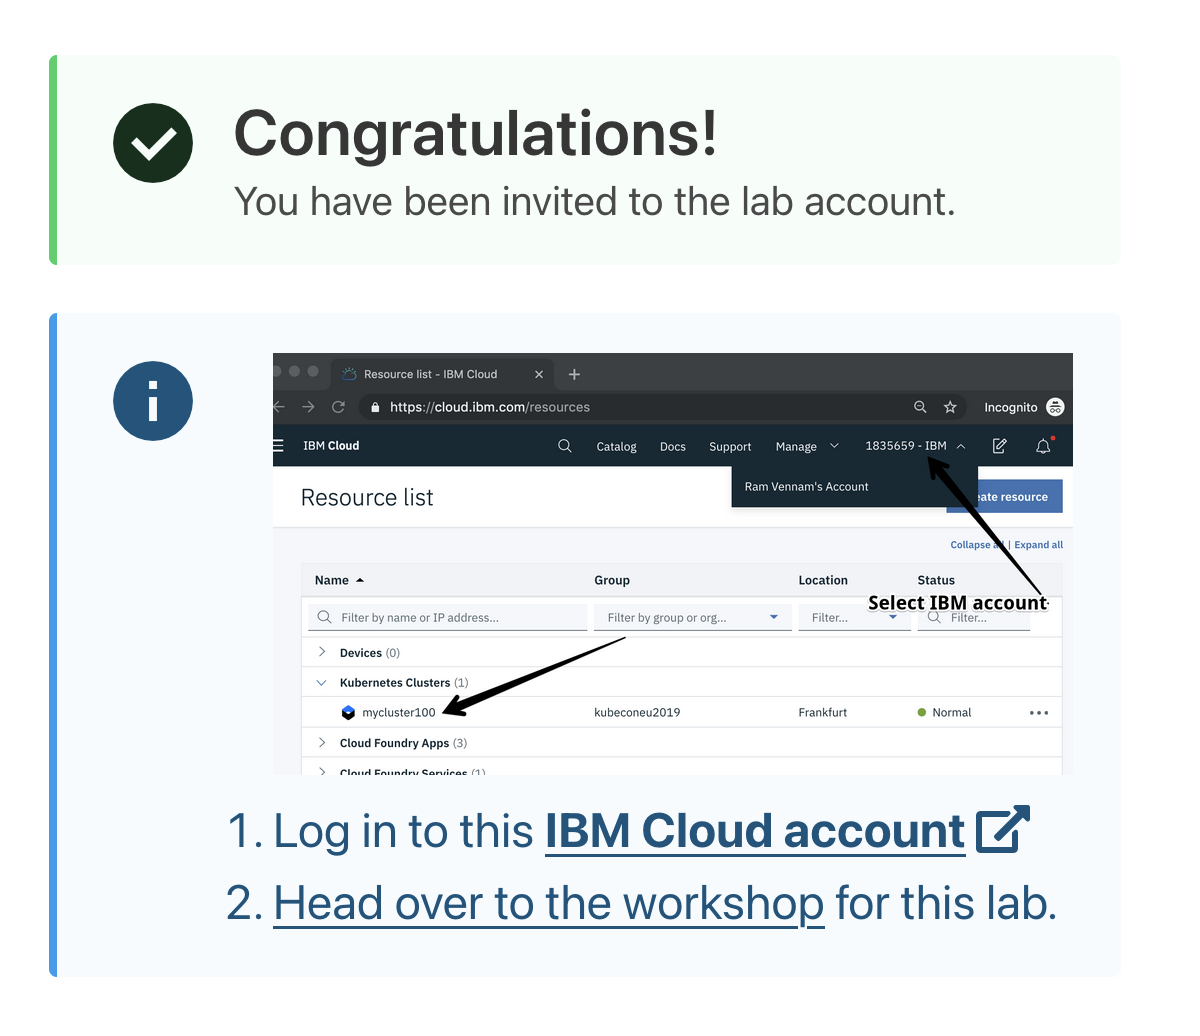 Congratulations!
You have been invited to the lab account.
Resource list - IBM Cloud
https://cloud.ibm.com/resources
Incognito
IBM Cloud
Catalog
Docs
Support
Manage
1835659 - IBM
Ram Vennam's Account
Resource list
resource
Collapse | Expand all
Name
Group
Location
Status
Select IBM account
Filter by name or IP address...
Filter by group or org...
Filter...
Filter...
Devices (0)
Kubernetes Clusters (1)
mycluster100
kubeconeu2019
Frankfurt
Normal
Cloud Foundry Apps (3)
Cloud Foundry Services (1)
1. Log in to this IBM Cloud account
2. Head over to the workshop for this lab.